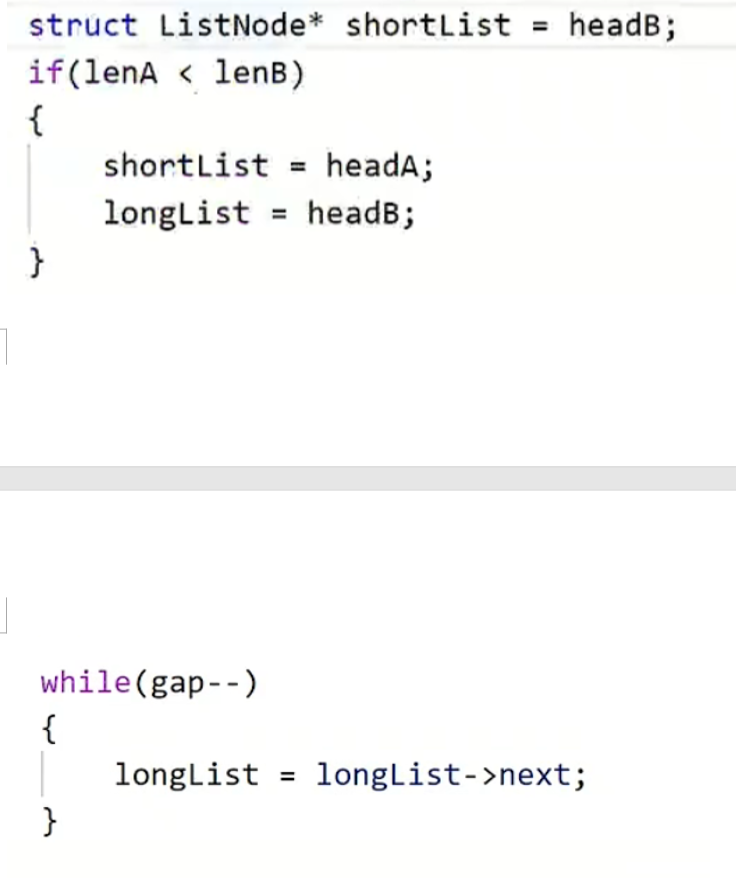 struct ListNode* shortList = headB;
if(lenA < lenB)
{
    shortList = headA;
    longList = headB;
}
while(gap--)
{
    longList = longList->next;
}